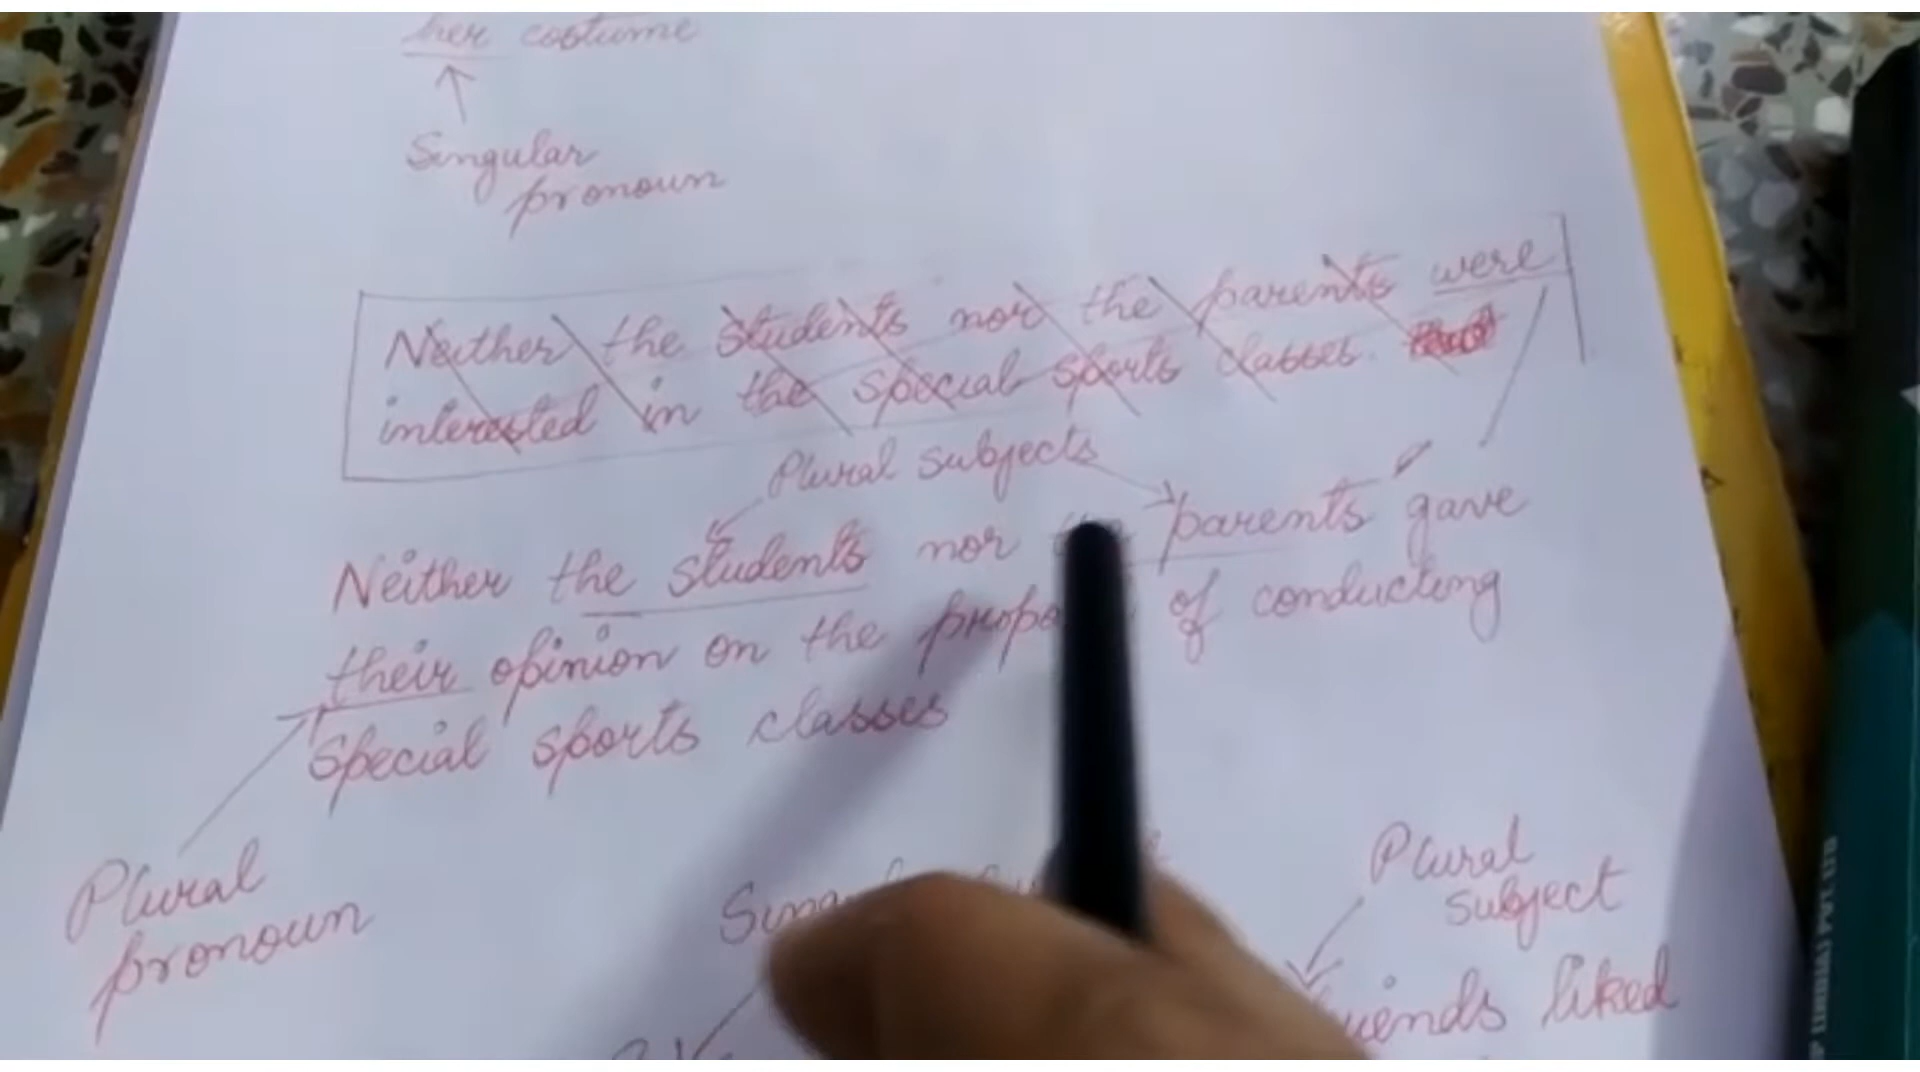 her costume
Singular
pronoun
Neither the students nor the parents were
interested in the special sports classes.
Plural subjects
Neither the students nor parents gave
their opinion on the of conducting
special sports classes
Plural
pronoun
Plural
subject
liked